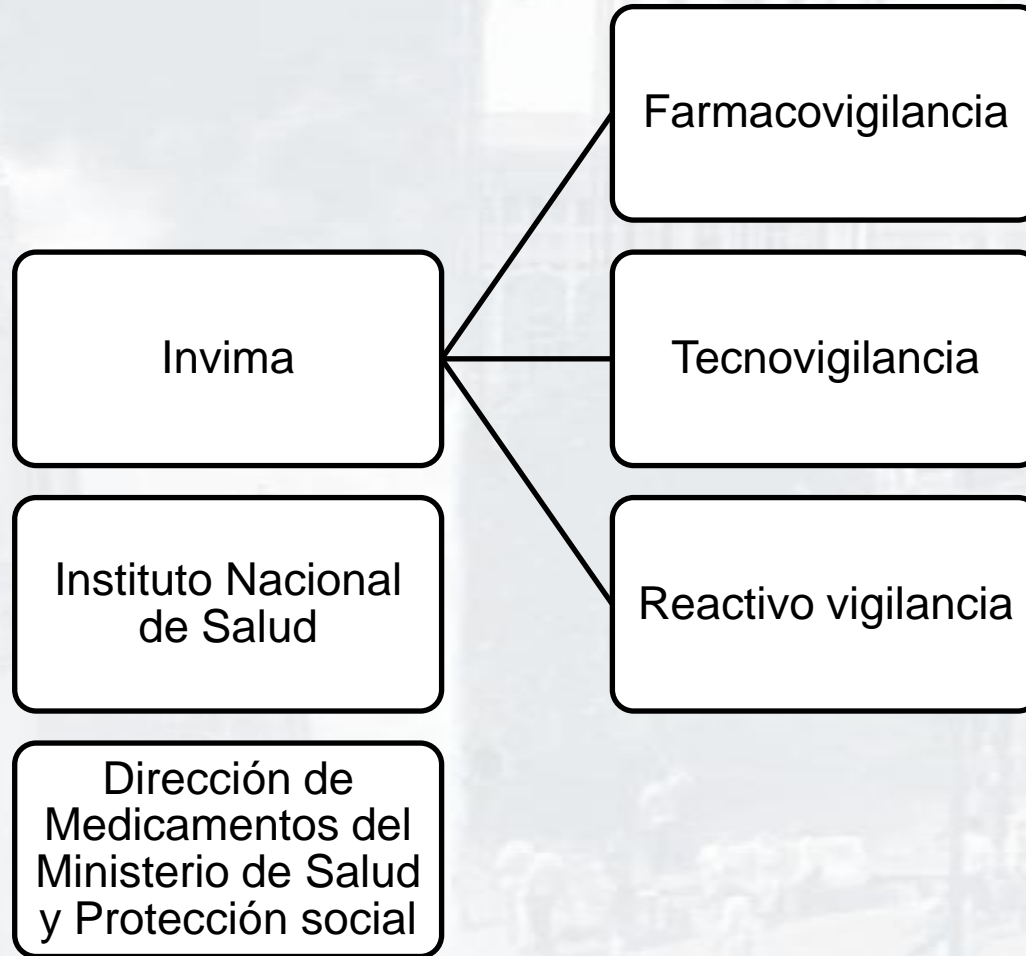 Farmacovigilancia
Invima
Tecnovigilancia
Instituto Nacional
de Salud
Reactivo vigilancia
Dirección de
Medicamentos del
Ministerio de Salud
y Protección social